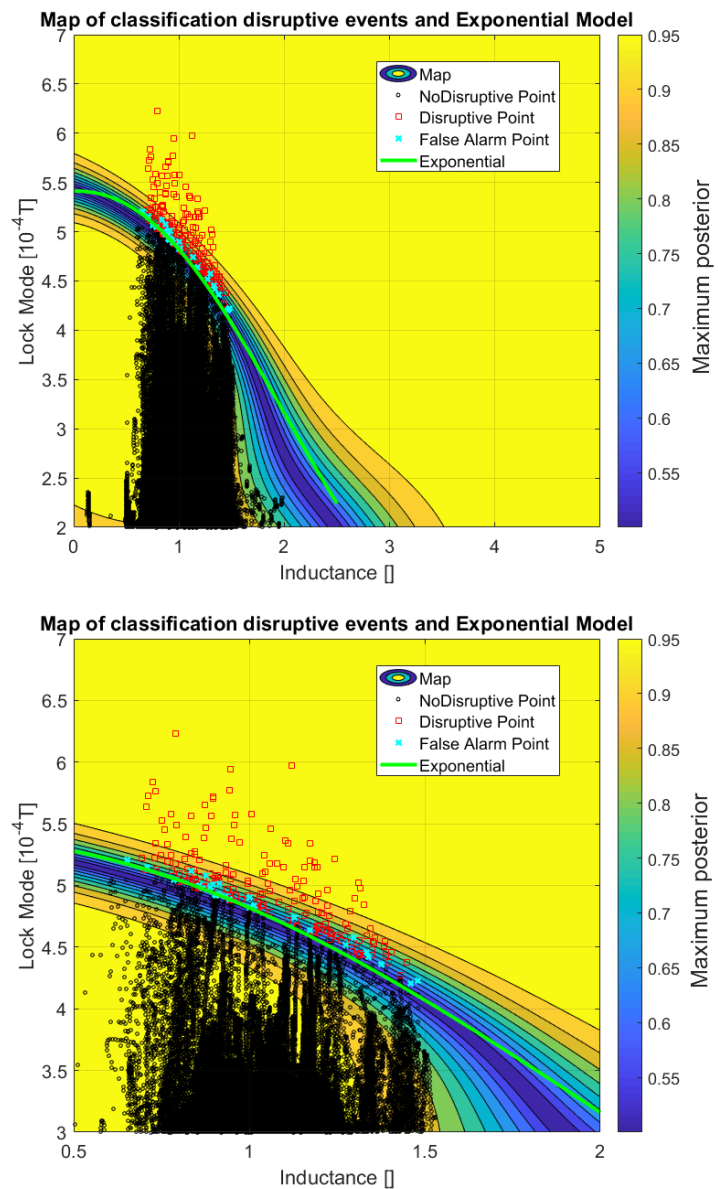 Map of classification disruptive events and Exponential Model
7
6.5
6
5.5
5
4.5
4
3.5
3
2.5
2
Lock Mode [10^-4T]
Map
NoDisruptive Point
Disruptive Point
False Alarm Point
Exponential
0 1 2 3 4 5
Inductance []
0.95
0.9
0.85
0.8
0.75
0.7
0.65
0.6
0.55
Maximum posterior
Map of classification disruptive events and Exponential Model
7
6.5
6
5.5
5
4.5
4
3.5
3
Lock Mode [10^-4T]
Map
NoDisruptive Point
Disruptive Point
False Alarm Point
Exponential
0.5 1 1.5 2
Inductance []
0.95
0.9
0.85
0.8
0.75
0.7
0.65
0.6
0.55
Maximum posterior